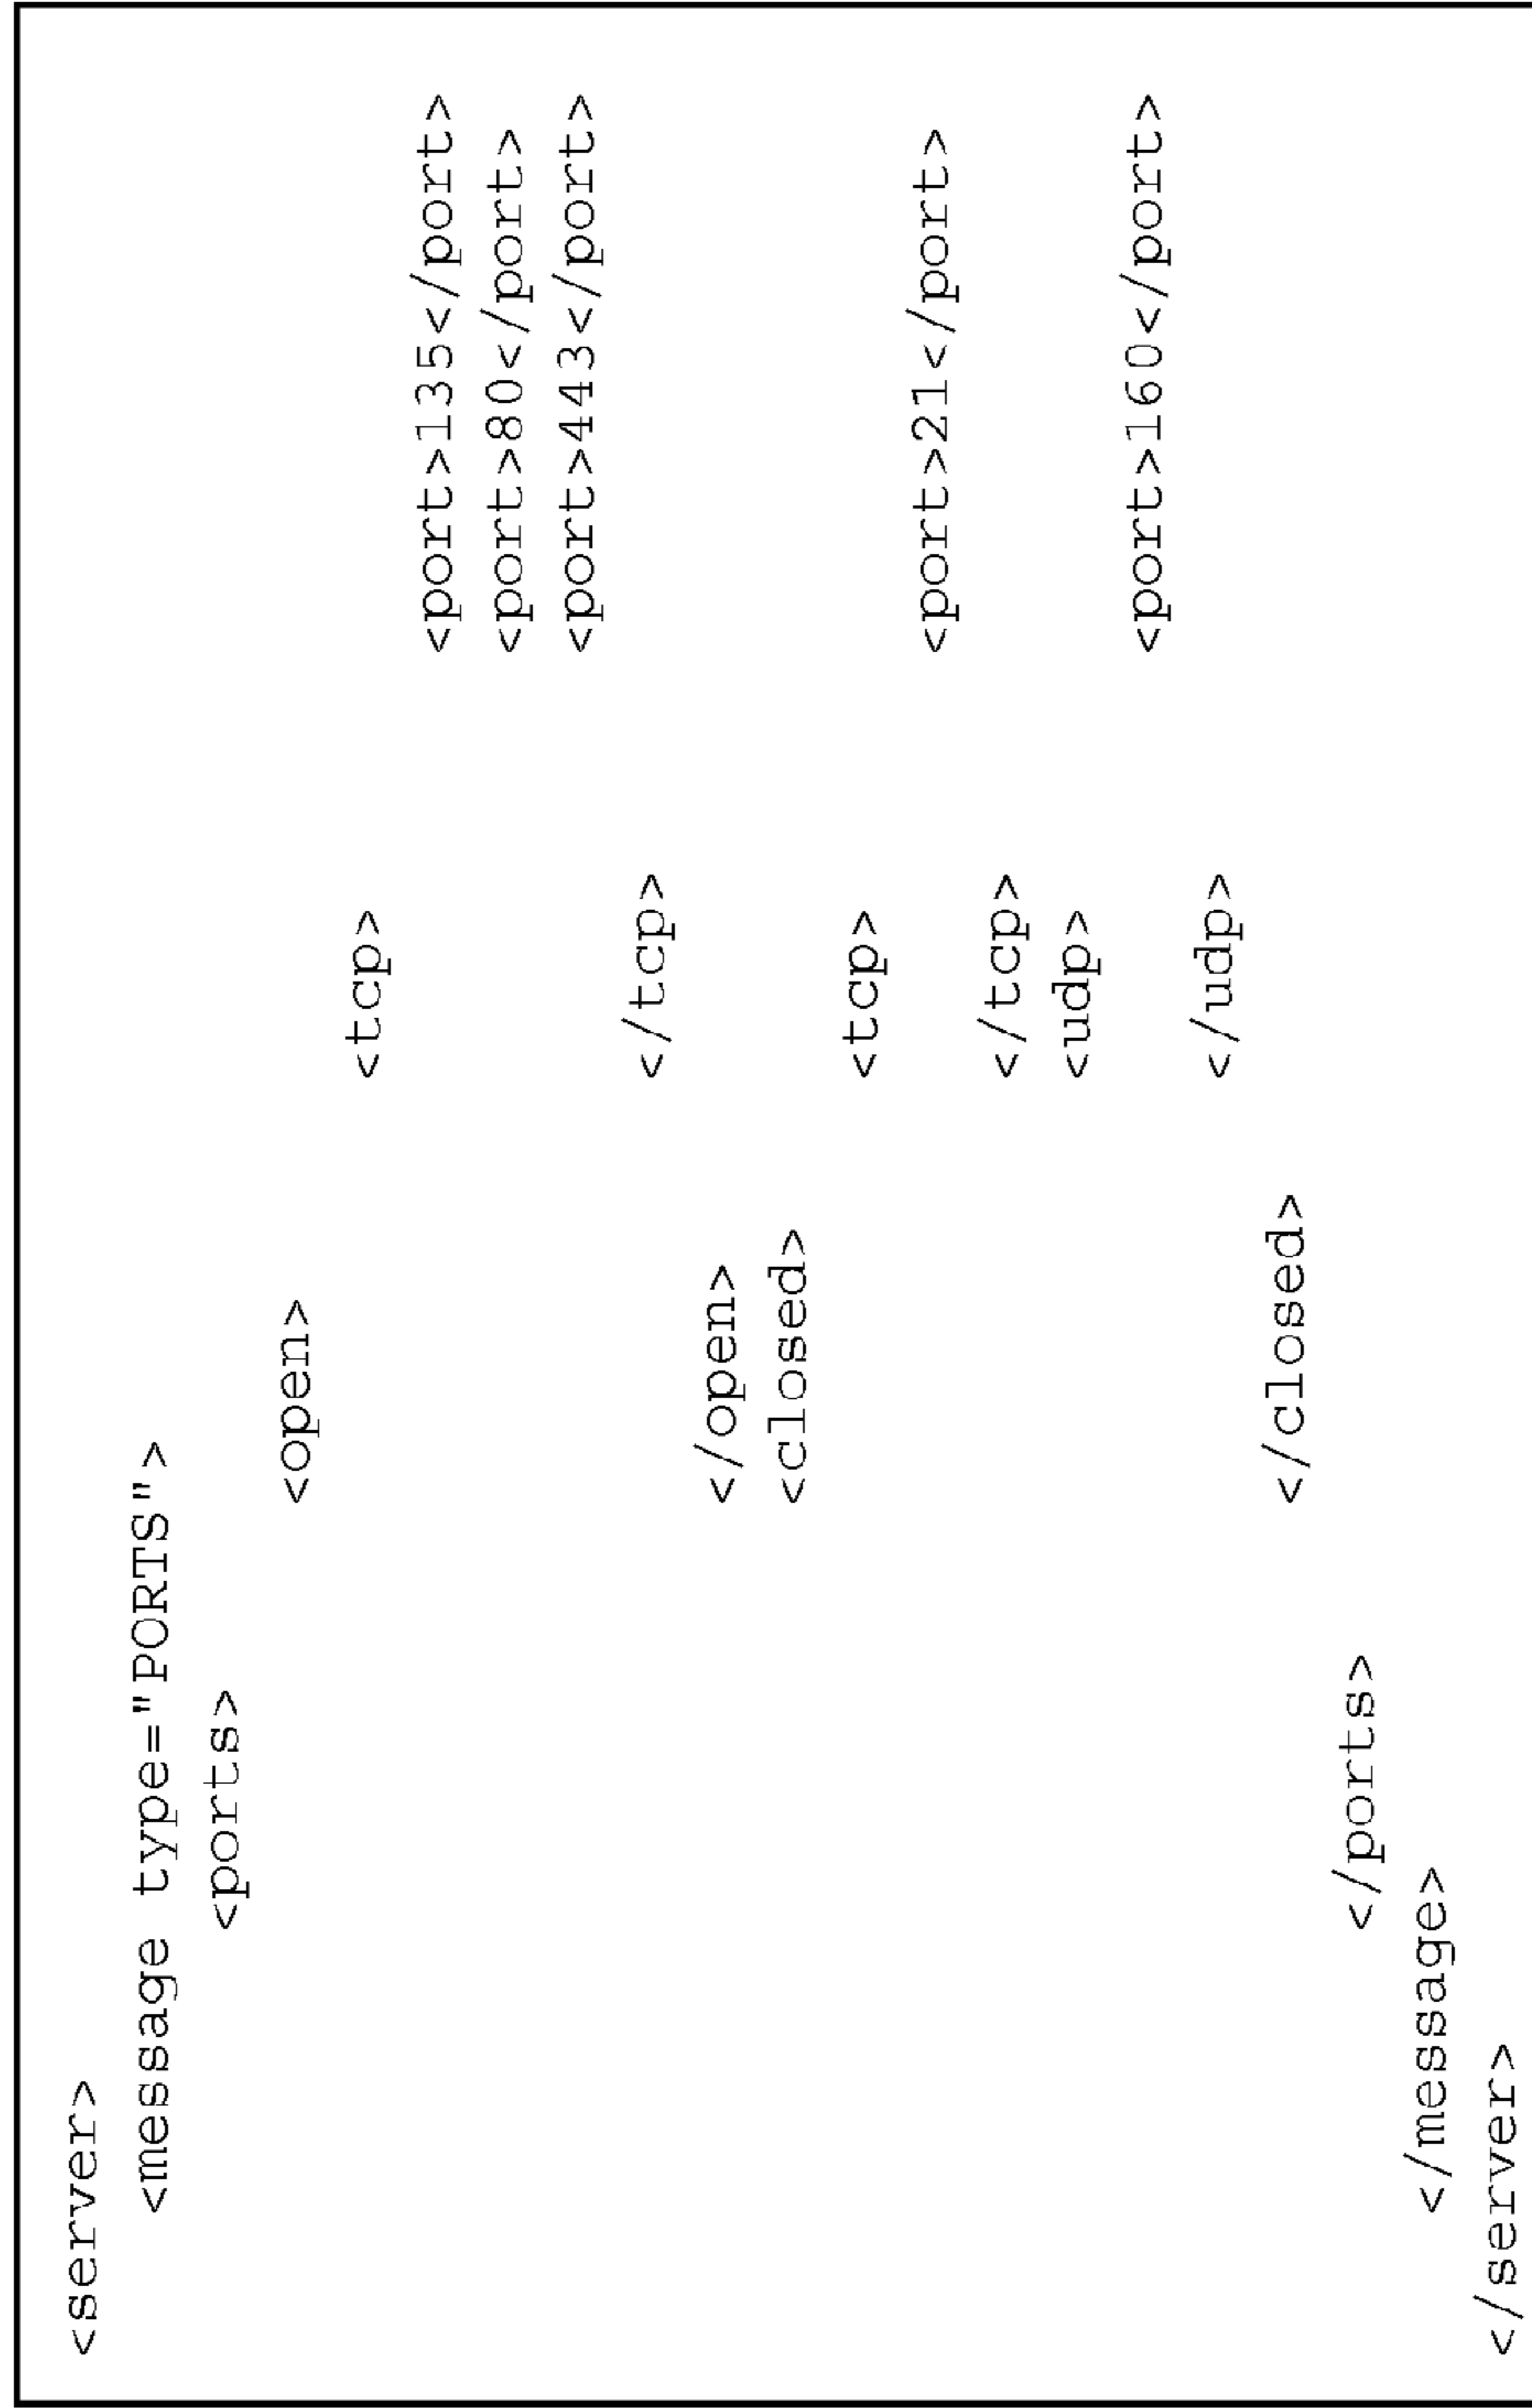 <server>
<message type="PORTS">
<ports>
<open>
<tcp>
<port>135</port>
<port>80</port>
<port>443</port>
</tcp>
</open>
<closed>
<tcp>
<port>21</port>
</tcp>
<udp>
<port>160</port>
</udp>
</closed>
</ports>
</message>
</server>